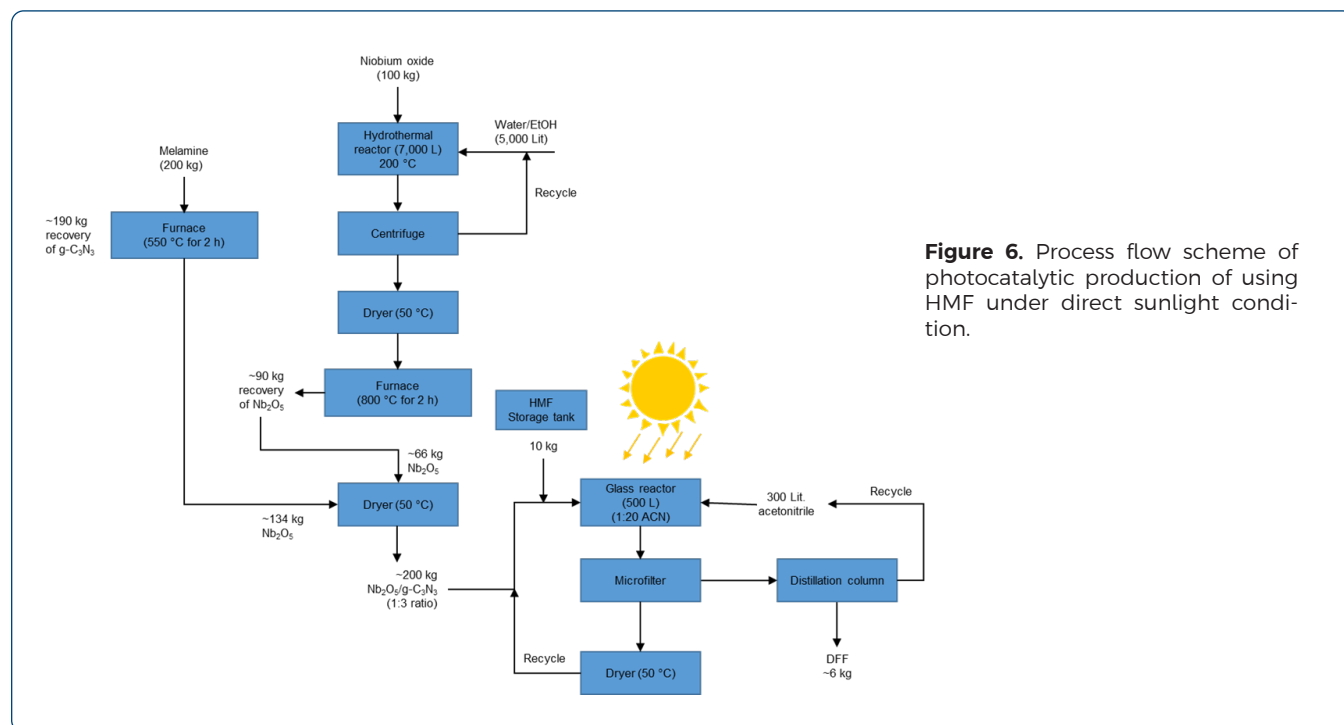 Niobium oxide
(100 kg)
Hydrothermal
reactor (7,000 L)
200 °C
Water/EtOH
(5,000 Lit)
Recycle
Melamine
(200 kg)
~190 kg
recovery
of g-C₃N₃
Furnace
(550 °C for 2 h)
Centrifuge
Dryer (50 °C)
Furnace
(800 °C for 2 h)
~90 kg
recovery
of Nb₂O₅
~66 kg
Nb₂O₅
Dryer (50 °C)
~134 kg
Nb₂O₅
~200 kg
Nb₂O₅/g-C₃N₃
(1:3 ratio)
HMF
Storage tank
10 kg
Glass reactor
(500 L)
(1:20 ACN)
300 Lit.
acetonitrile
Recycle
Microfilter
Distillation column
Recycle
Dryer (50 °C)
DFF
~6 kg
Figure 6. Process flow scheme of
photocatalytic production of using
HMF under direct sunlight condi-
tion.